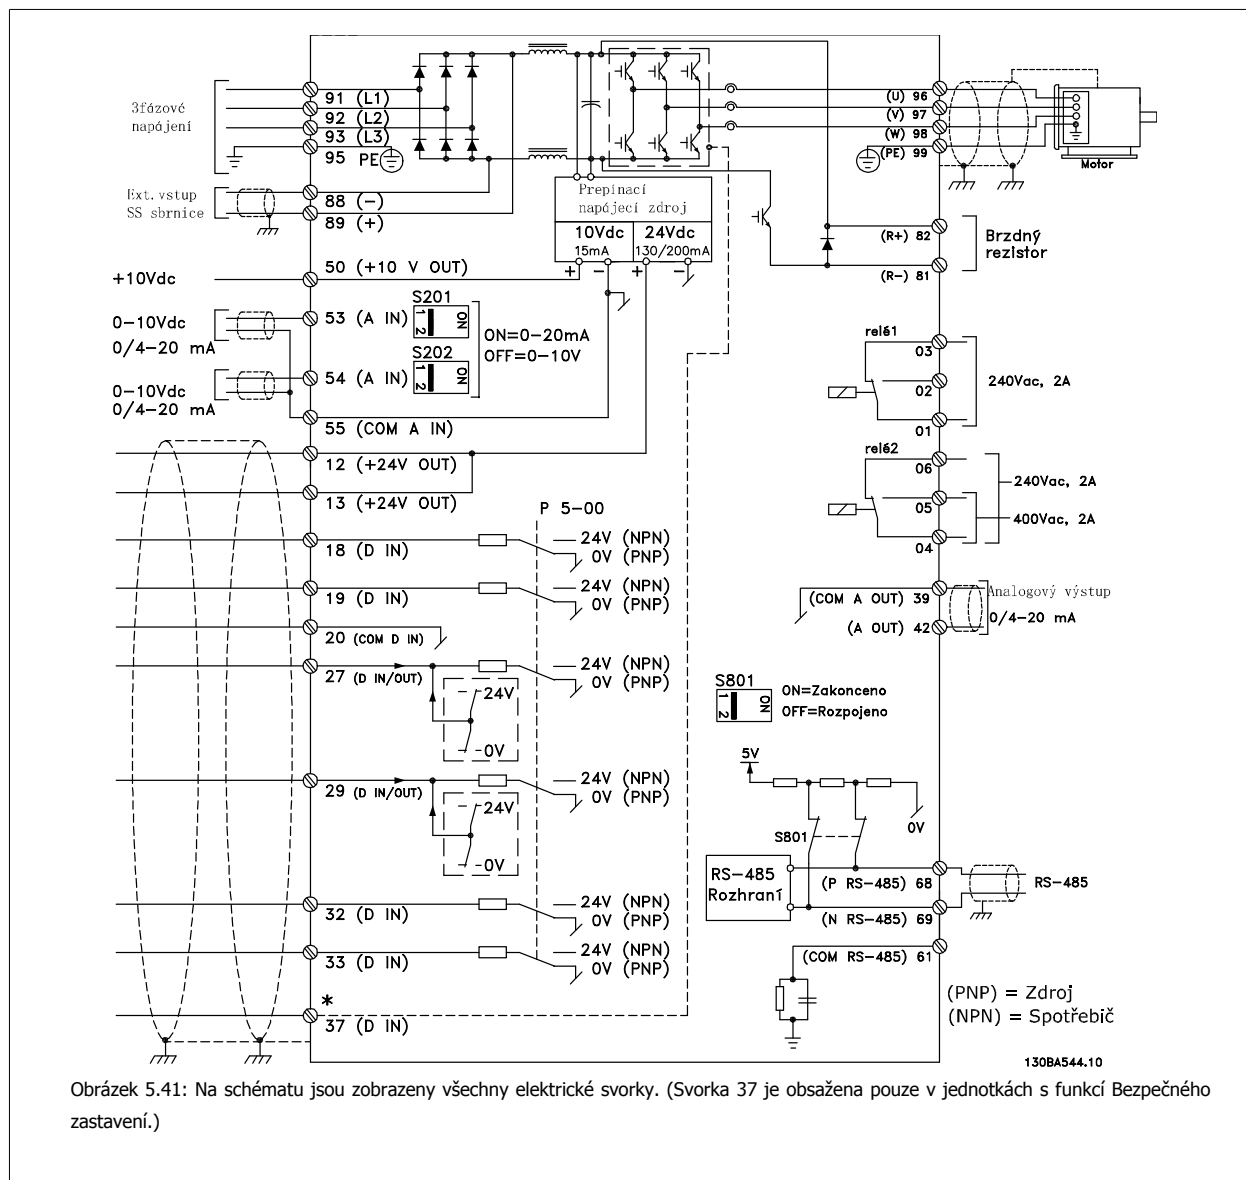 3fázové
napájení
91 (L1)
92 (L2)
93 (L3)
95 PE
Ext. vstup
SS sbrnice
88 (-)
89 (+)
Prepínací
napájecí zdroj
10Vdc
15mA
24Vdc
130/200mA
+ - + -
+10Vdc
50 (+10 V OUT)
0-10Vdc
0/4-20 mA
53 (A IN)
S201
1 2
ON
ON=0-20mA
OFF=0-10V
0-10Vdc
0/4-20 mA
54 (A IN)
S202
1 2
ON
55 (COM A IN)
12 (+24V OUT)
13 (+24V OUT)
P 5-00
18 (D IN)
24V (NPN)
0V (PNP)
19 (D IN)
24V (NPN)
0V (PNP)
20 (COM D IN)
27 (D IN/OUT)
24V (NPN)
0V (PNP)
24V
0V
29 (D IN/OUT)
24V (NPN)
0V (PNP)
24V
0V
32 (D IN)
24V (NPN)
0V (PNP)
33 (D IN)
24V (NPN)
0V (PNP)
*
37 (D IN)
(U) 96
(V) 97
(W) 98
(PE) 99
Motor
(R+) 82
(R-) 81
Brzdný
rezistor
relé1
03
02
01
240Vac, 2A
relé2
06
05
04
240Vac, 2A
400Vac, 2A
(COM A OUT) 39
(A OUT) 42
Analogový výstup
0/4-20 mA
S801
1 2
ON
ON=Zakonceno
OFF=Rozpojeno
5V
S801
0V
RS-485
Rozhraní
(P RS-485) 68
(N RS-485) 69
(COM RS-485) 61
RS-485
(PNP) = Zdroj
(NPN) = Spotřebič
130BA544.10
Obrázek 5.41: Na schématu jsou zobrazeny všechny elektrické svorky. (Svorka 37 je obsažena pouze v jednotkách s funkcí Bezpečného
zastavení.)